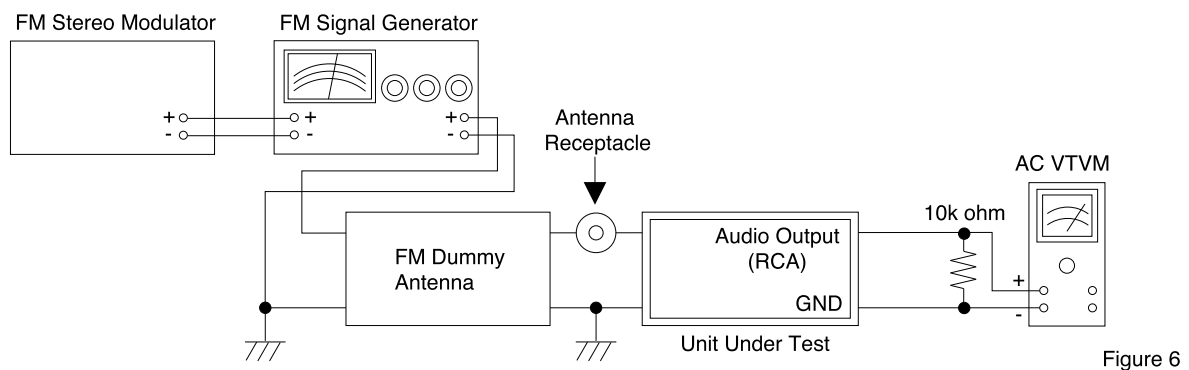 FM Stereo Modulator
FM Signal Generator
+
-
+
-
+
-
Antenna
Receptacle
AC VTVM
10k ohm
FM Dummy
Antenna
Audio Output
(RCA)
GND
+
-
Unit Under Test
Figure 6